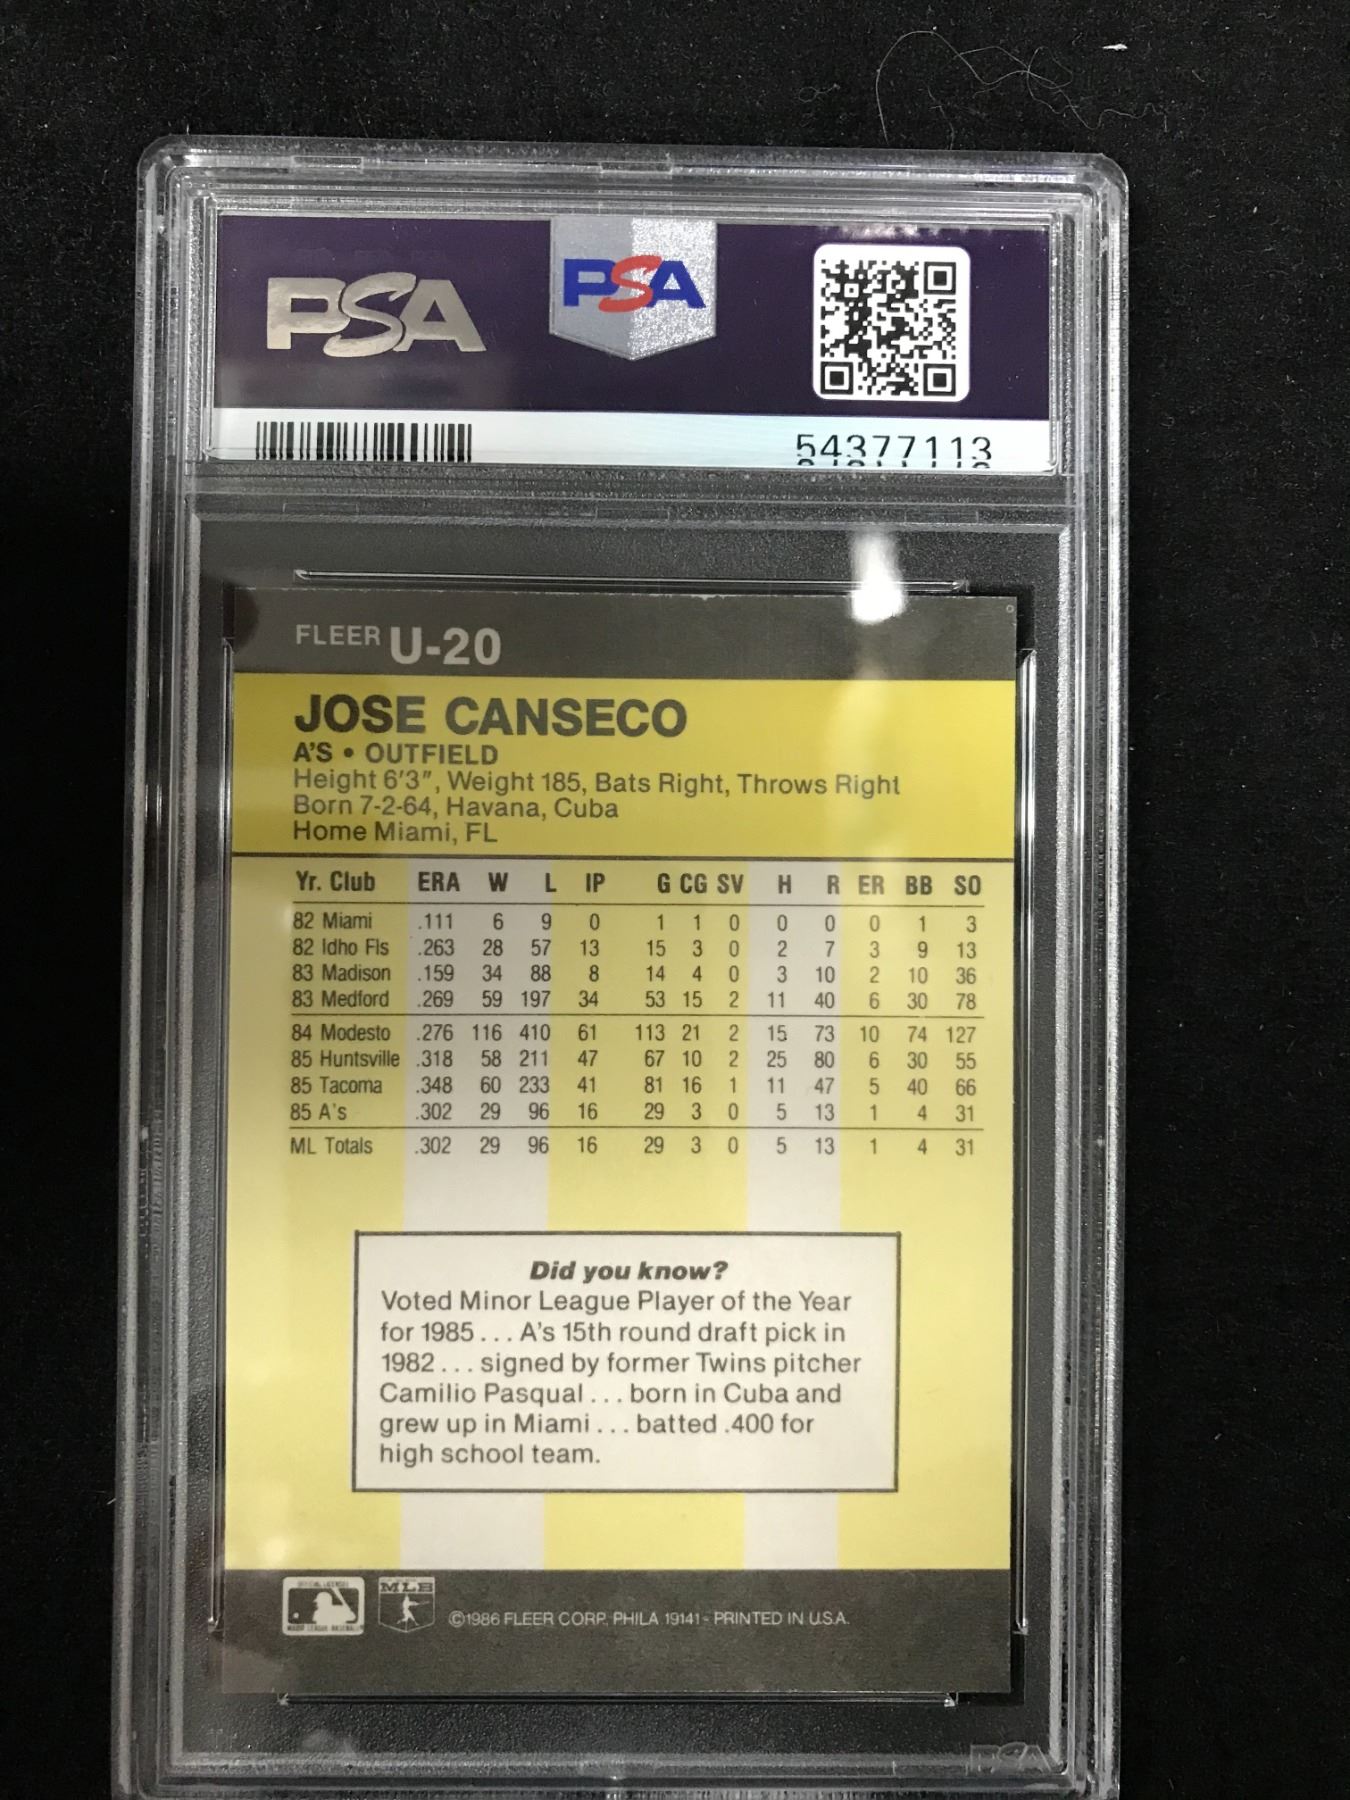 PSA PSA
54377113
FLEER U-20
JOSE CANSECO
A'S • OUTFIELD
Height 6'3", Weight 185, Bats Right, Throws Right
Born 7-2-64, Havana, Cuba
Home Miami, FL
Yr. Club ERA W L IP G CG SV H R ER BB SO
82 Miami .111 6 9 0 1 1 0 0 0 0 1 3
82 Idho Fls .263 28 57 13 15 3 0 2 7 3 9 13
83 Madison .159 34 88 8 14 4 0 3 10 2 10 36
83 Medford .269 59 197 34 53 15 2 11 40 6 30 78
84 Modesto .276 116 410 61 113 21 2 15 73 10 74 127
85 Huntsville .318 58 211 47 67 10 2 25 80 6 30 55
85 Tacoma .348 60 233 41 81 16 1 11 47 5 40 66
85 A's .302 29 96 16 29 3 0 5 13 1 4 31
ML Totals .302 29 96 16 29 3 0 5 13 1 4 31
Did you know?
Voted Minor League Player of the Year
for 1985 . . . A's 15th round draft pick in
1982 . . . signed by former Twins pitcher
Camilio Pasqual . . . born in Cuba and
grew up in Miami . . . batted .400 for
high school team.
MLB
©1986 FLEER CORP. PHILA 19141 - PRINTED IN U.S.A.
PSA